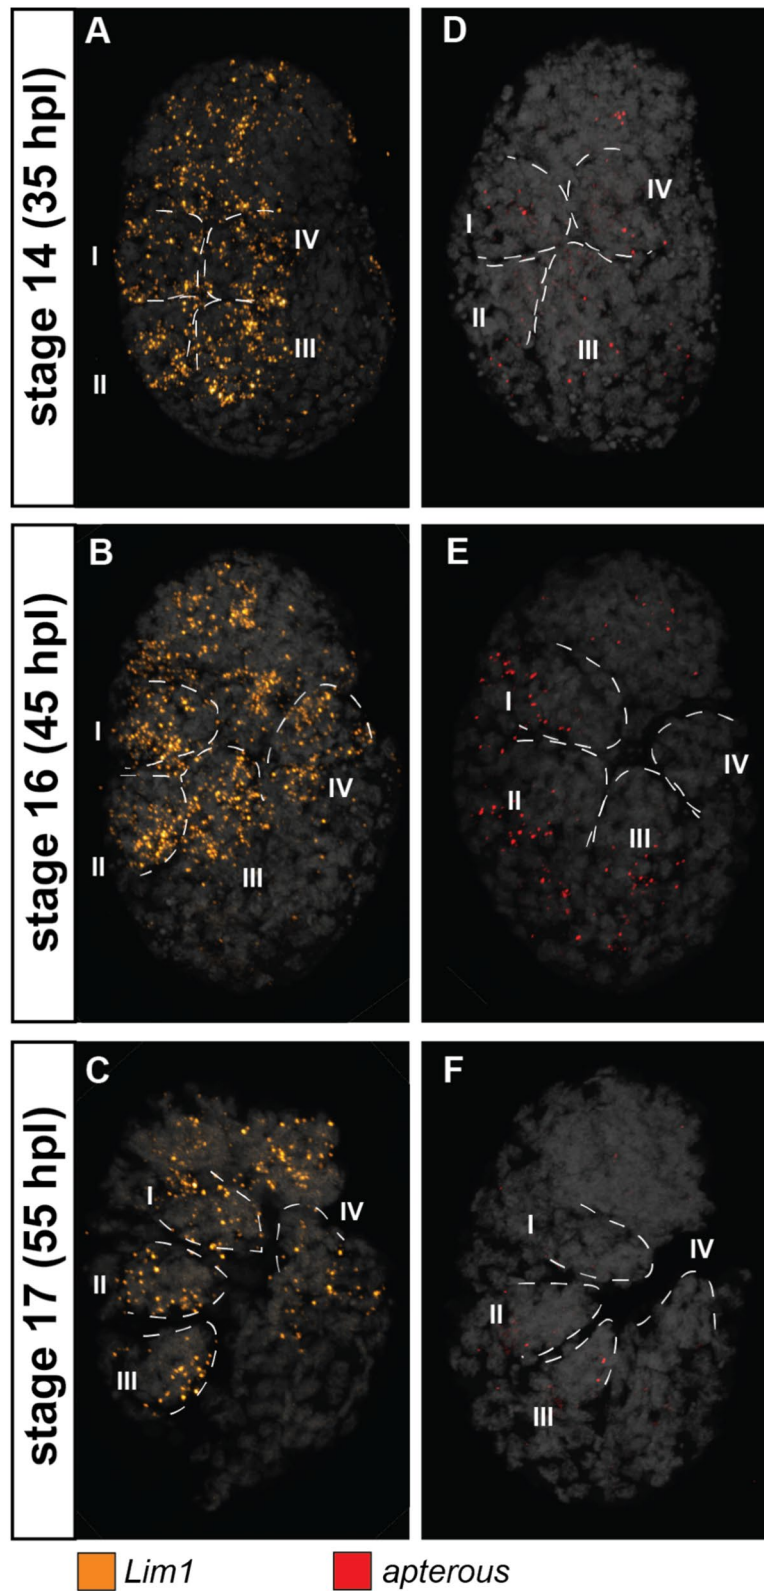 stage 14 (35 hpl)
A
I
II
III
IV
D
I
II
III
IV
stage 16 (45 hpl)
B
I
II
III
IV
E
I
II
III
IV
stage 17 (55 hpl)
C
I
II
III
IV
F
I
II
III
IV
Lim1
apterous